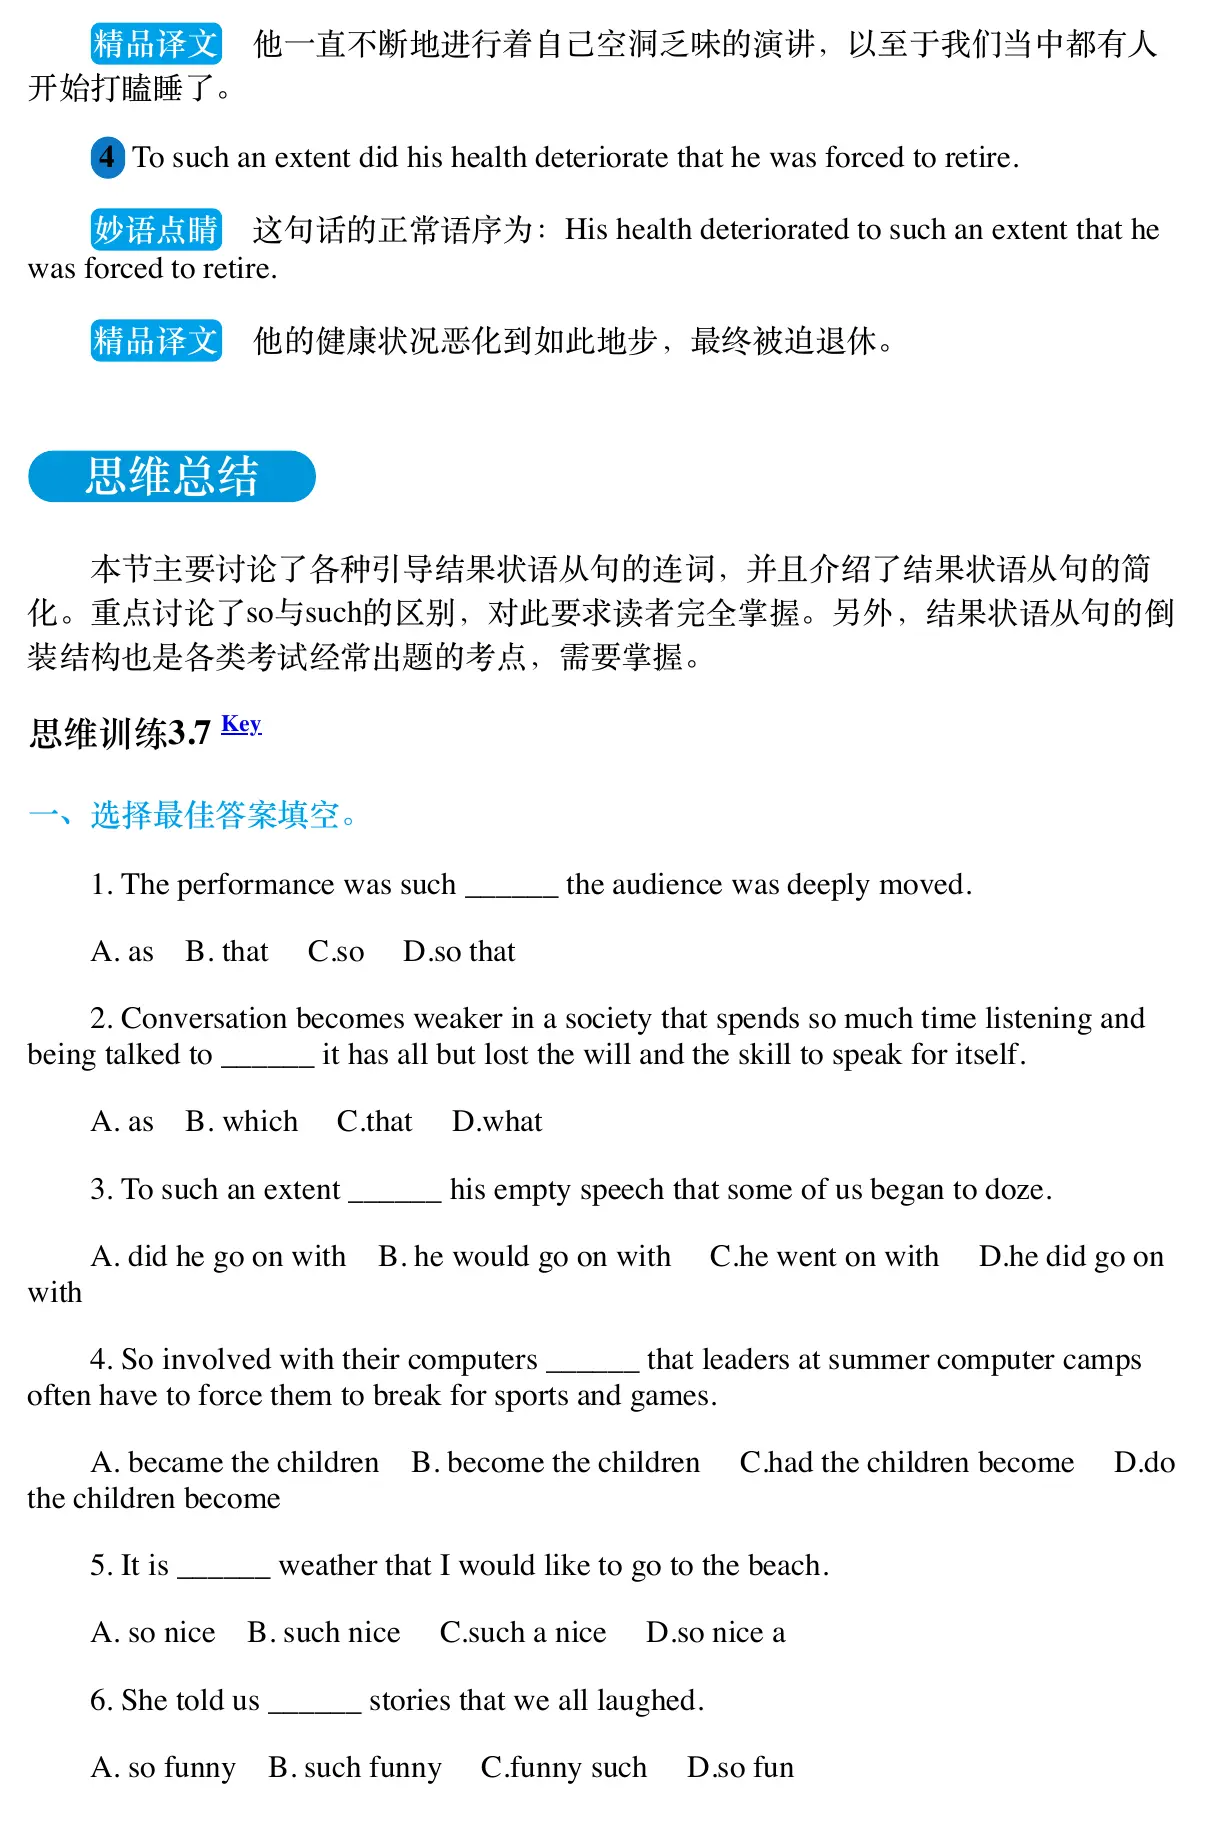 精品译文 他一直不断地进行着自己空洞乏味的演讲，以至于我们当中都有人
开始打瞌睡了。
4 To such an extent did his health deteriorate that he was forced to retire.
妙语点睛 这句话的正常语序为：His health deteriorated to such an extent that he
was forced to retire.
精品译文 他的健康状况恶化到如此地步，最终被迫退休。
思维总结
本节主要讨论了各种引导结果状语从句的连词，并且介绍了结果状语从句的简
化。重点讨论了so与such的区别，对此要求读者完全掌握。另外，结果状语从句的倒
装结构也是各类考试经常出题的考点，需要掌握。
思维训练3.7 Key
一、选择最佳答案填空。
1. The performance was such ______ the audience was deeply moved.
A. as B. that C.so D.so that
2. Conversation becomes weaker in a society that spends so much time listening and
being talked to ______ it has all but lost the will and the skill to speak for itself.
A. as B. which C.that D.what
3. To such an extent ______ his empty speech that some of us began to doze.
A. did he go on with B. he would go on with C.he went on with D.he did go on
with
4. So involved with their computers ______ that leaders at summer computer camps
often have to force them to break for sports and games.
A. became the children B. become the children C.had the children become D.do
the children become
5. It is ______ weather that I would like to go to the beach.
A. so nice B. such nice C.such a nice D.so nice a
6. She told us ______ stories that we all laughed.
A. so funny B. such funny C.funny such D.so fun